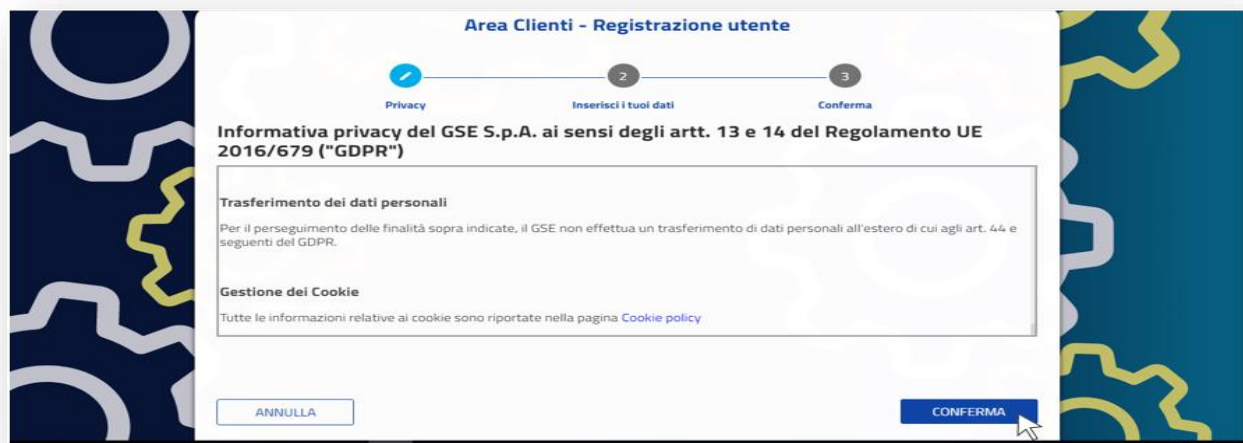 Area Clienti - Registrazione utente
2
3
Privacy
Inserisci i tuoi dati
Conferma
Informativa privacy del GSE S.p.A. ai sensi degli artt. 13 e 14 del Regolamento UE
2016/679 ("GDPR")
Trasferimento dei dati personali
Per il perseguimento delle finalità sopra indicate, il GSE non effettua un trasferimento di dati personali all'estero di cui agli art. 44 e
seguenti del GDPR.
Gestione dei Cookie
Tutte le informazioni relative ai cookie sono riportate nella pagina Cookie policy
ANNULLA
CONFERMA